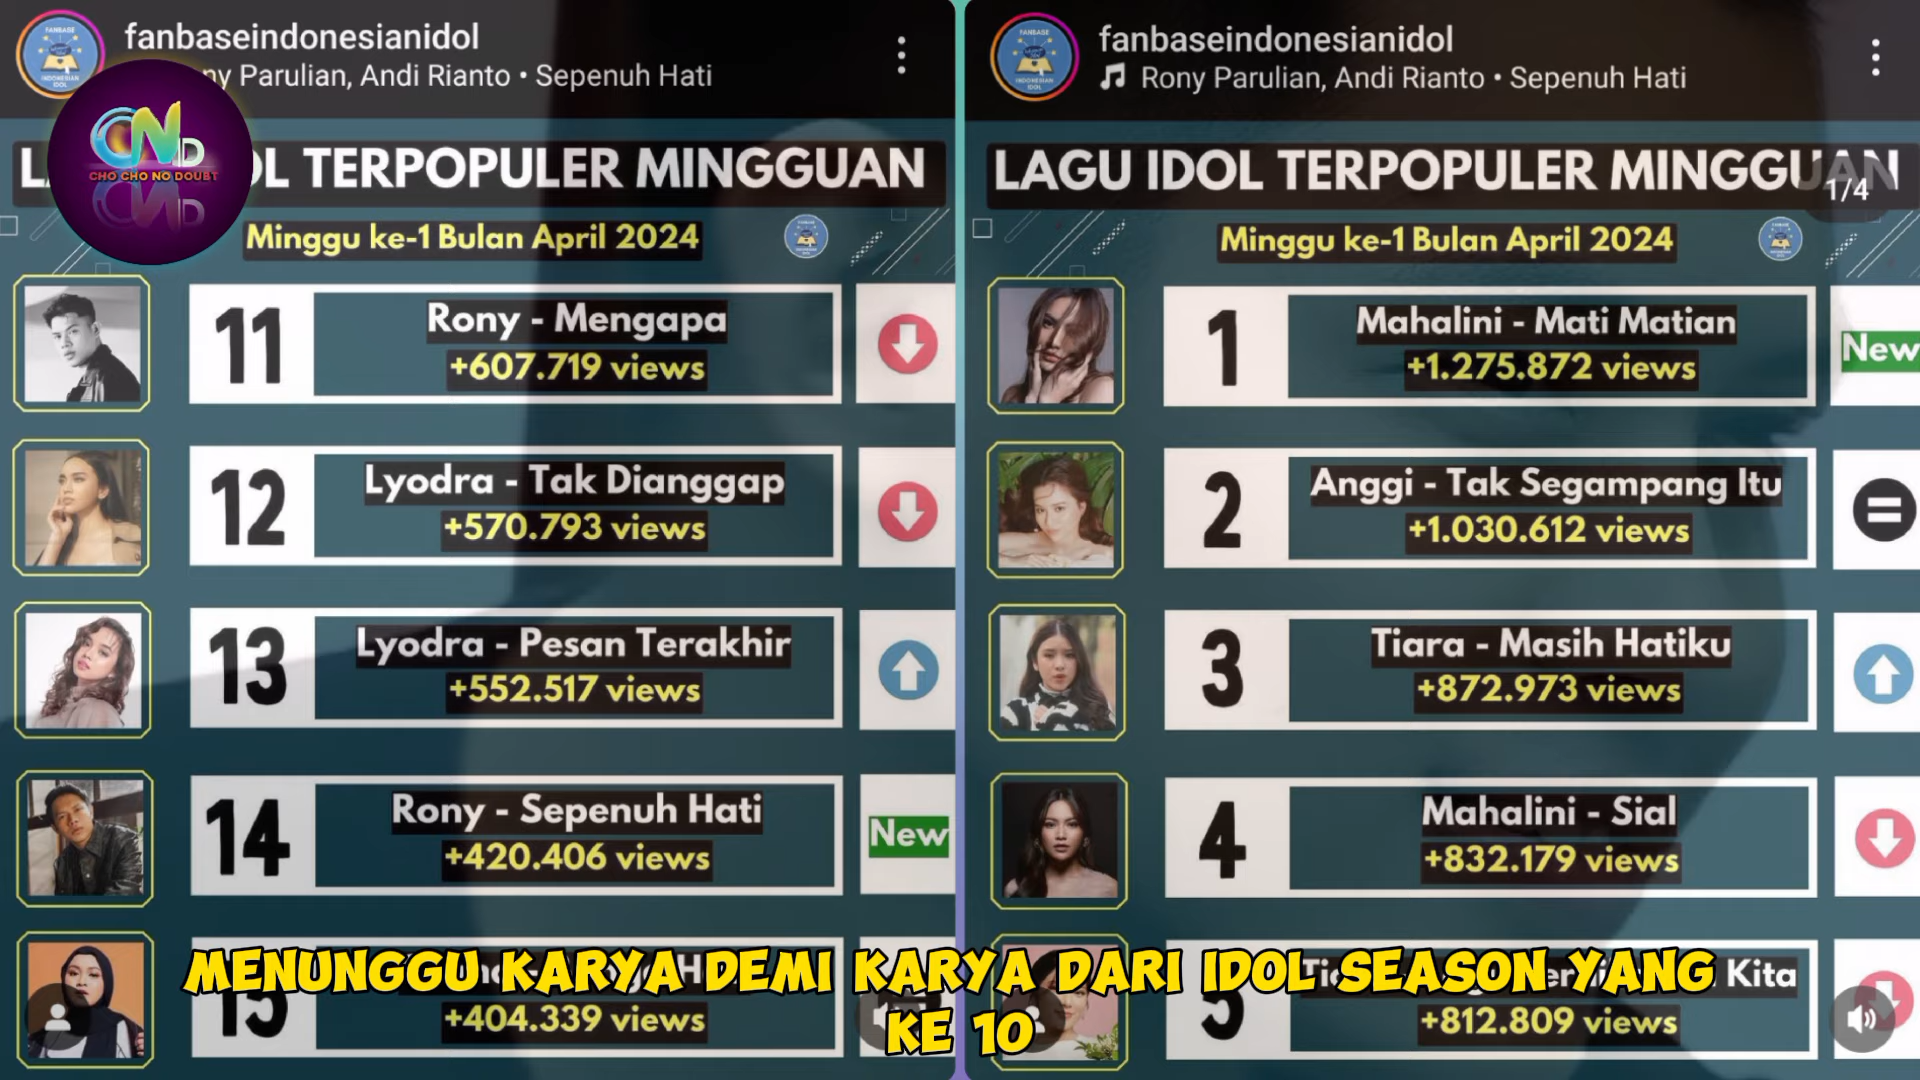 fanbaseindonesianidol
Parulian, Andi Rianto • Sepenuh Hati
CND
CHO CHO NO DOUBT
TERPOPULER MINGGUAN
Minggu ke-1 Bulan April 2024
11
Rony - Mengapa
+607.719 views
12
Lyodra - Tak Dianggap
+570.793 views
13
Lyodra - Pesan Terakhir
+552.517 views
14
Rony - Sepenuh Hati
+420.406 views
New
15
+404.339 views
fanbaseindonesianidol
Rony Parulian, Andi Rianto • Sepenuh Hati
LAGU IDOL TERPOPULER MINGGUAN
1/4
Minggu ke-1 Bulan April 2024
1
Mahalini - Mati Matian
+1.275.872 views
New
2
Anggi - Tak Segampang Itu
+1.030.612 views
3
Tiara - Masih Hatiku
+872.973 views
4
Mahalini - Sial
+832.179 views
5
Kita
+812.809 views
MENUNGGU KARYA DEMI KARYA DARI IDOL SEASON YANG
KE 10